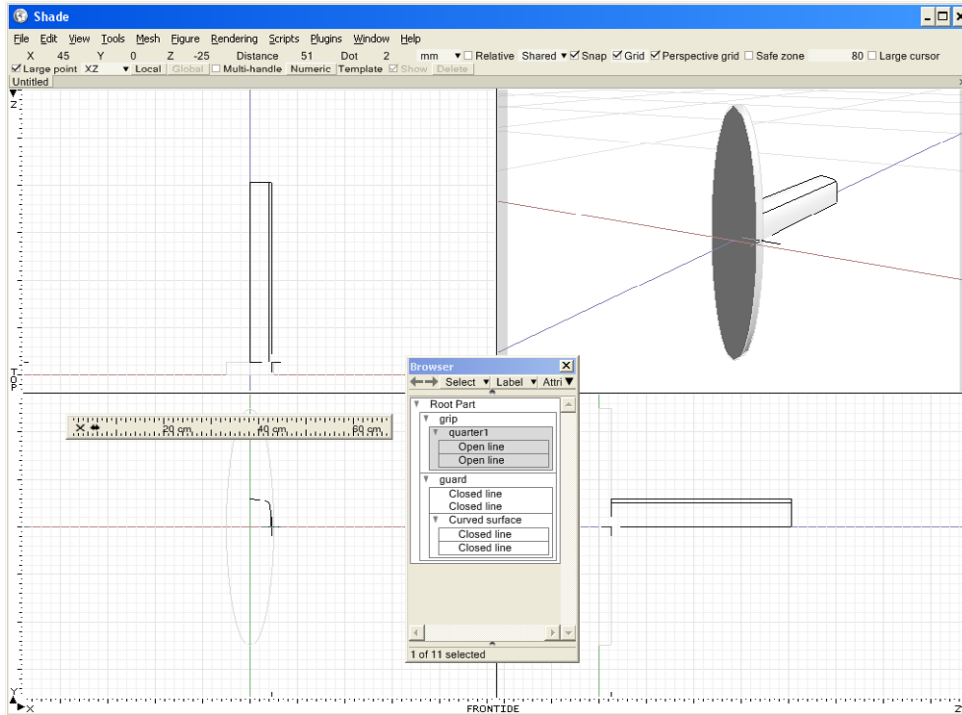 Shade
File Edit View Tools Mesh Figure Rendering Scripts Plugins Window Help
X 45 Y 0 Z -25 Distance 51 Dot 2 mm Relative Shared Snap Grid Perspective grid Safe zone 80 Large cursor
Large point XZ Local Global Multi-handle Numeric Template Show Delete
Untitled
Z
TOP
Browser
Select Label Attri
Root Part
grip
quarter1
Open line
Open line
guard
Closed line
Closed line
Curved surface
Closed line
Closed line
1 of 11 selected
20 cm 40 cm 60 cm
Y
X FRONTIDE Z